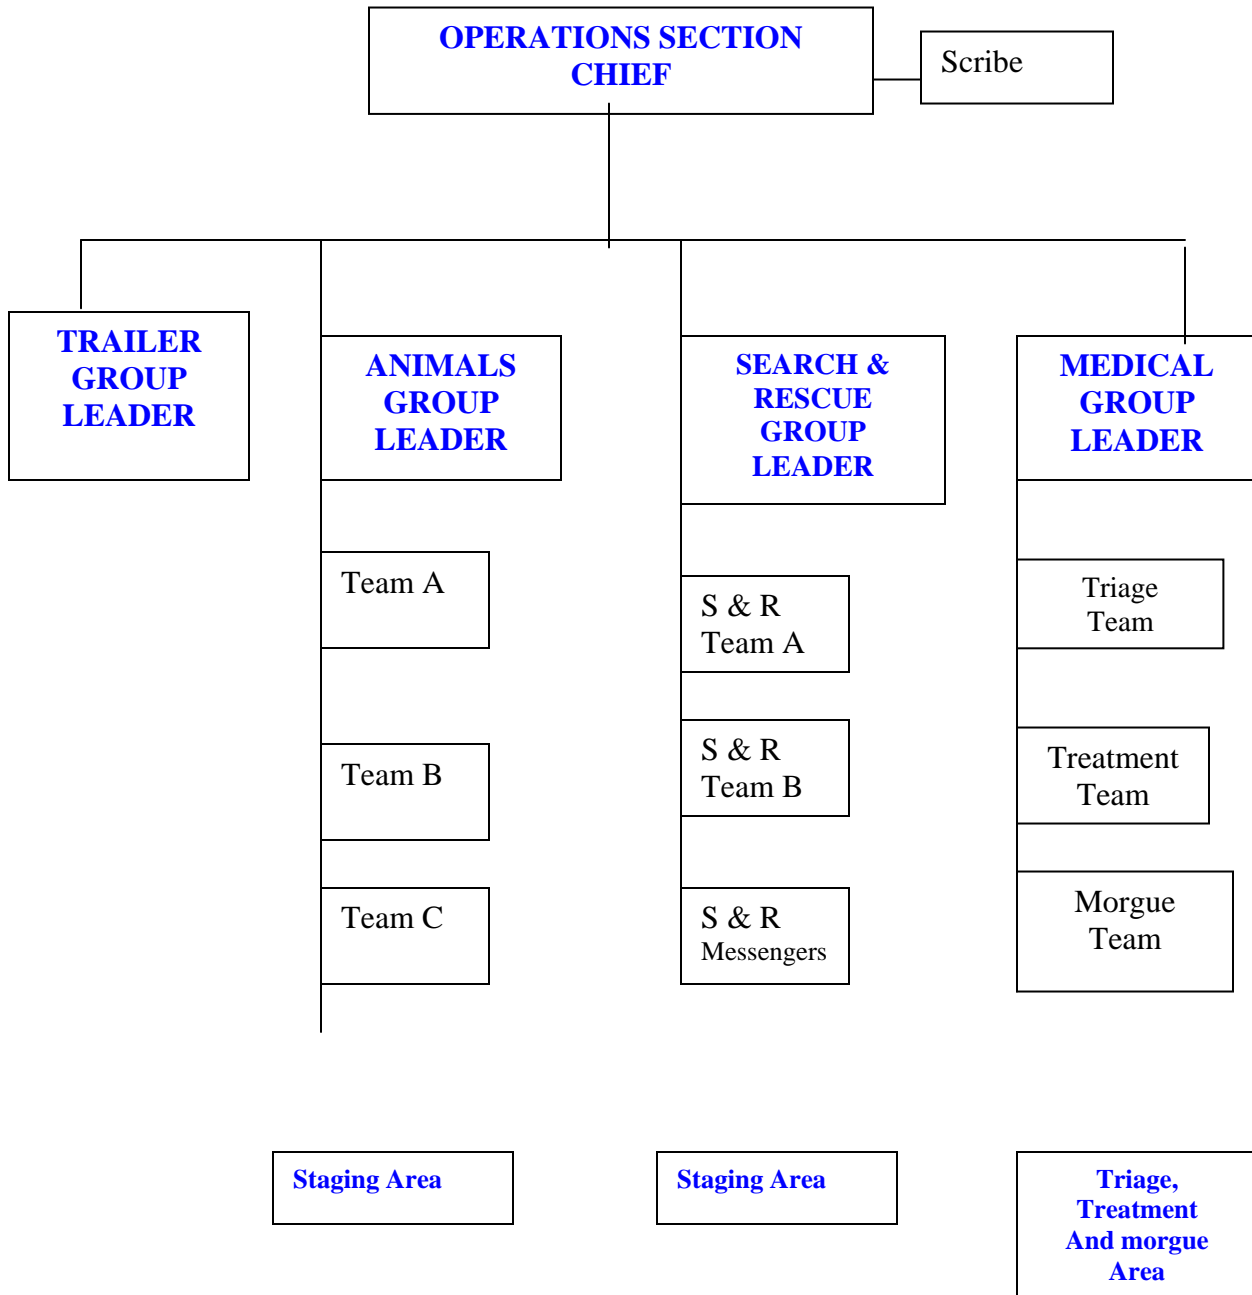 OPERATIONS SECTION
CHIEF
Scribe
TRAILER
GROUP
LEADER
ANIMALS
GROUP
LEADER
SEARCH &
RESCUE
GROUP
LEADER
MEDICAL
GROUP
LEADER
Team A
S & R
Team A
Triage
Team
Team B
S & R
Team B
Treatment
Team
Team C
S & R
Messengers
Morgue
Team
Staging Area
Staging Area
Triage,
Treatment
And morgue
Area